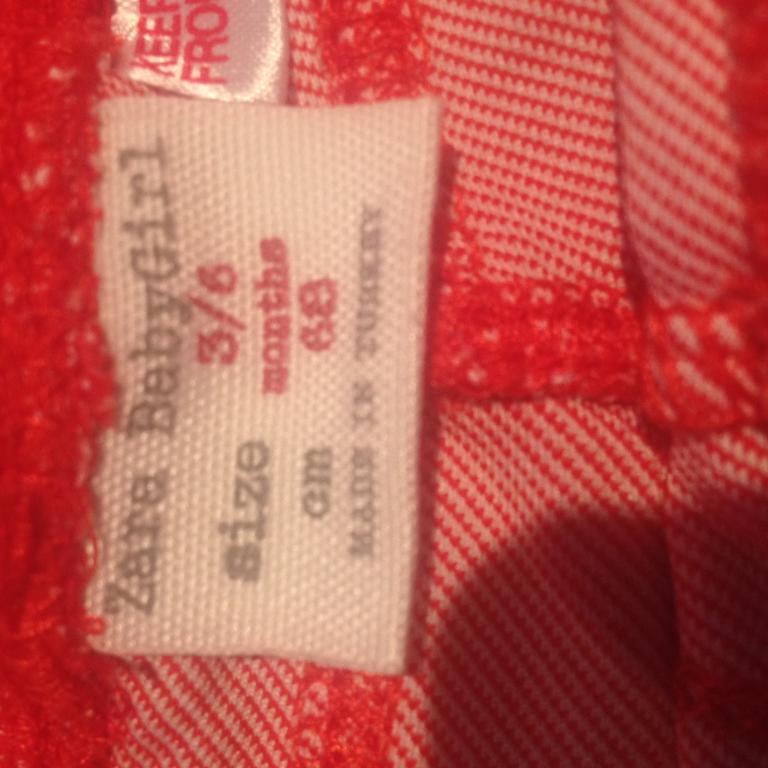 KEEP
FRO
Zara BabyGirl
3/6
size months
cm 68
MADE IN TURKEY